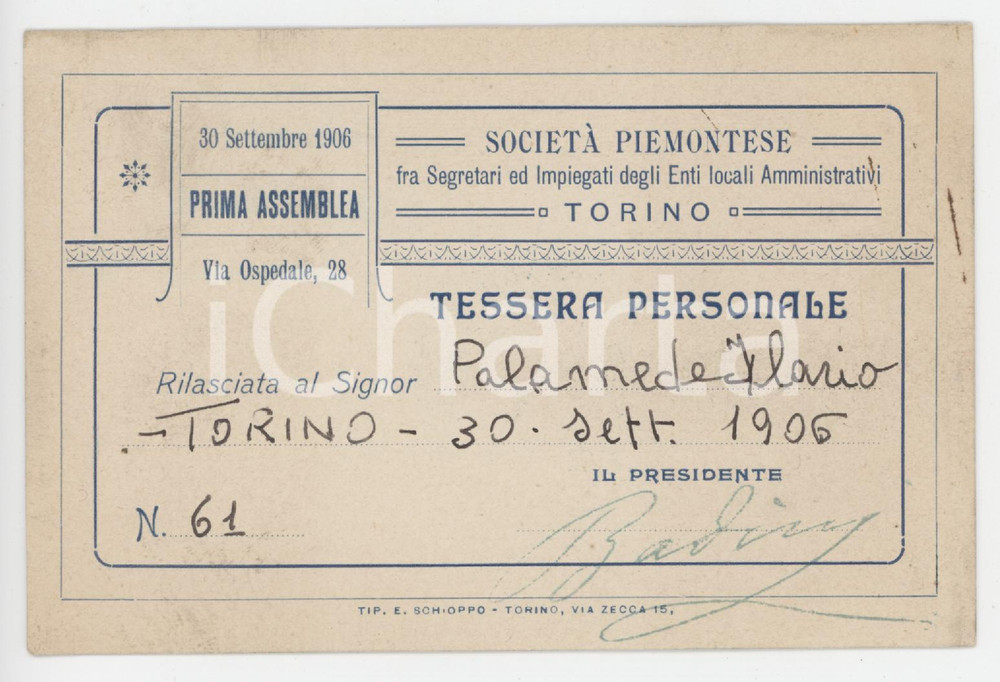 30 Settembre 1906
PRIMA ASSEMBLEA
Via Ospedale, 28
SOCIETÀ PIEMONTESE
fra Segretari ed Impiegati degli Enti locali Amministrativi
TORINO
TESSERA PERSONALE
Rilasciata al Signor Palamede Ilario
- TORINO - 30. Sett. 1906
IL PRESIDENTE
N. 61
TIP. E. SCHIOPPO - TORINO, VIA ZECCA 15,
iCharta